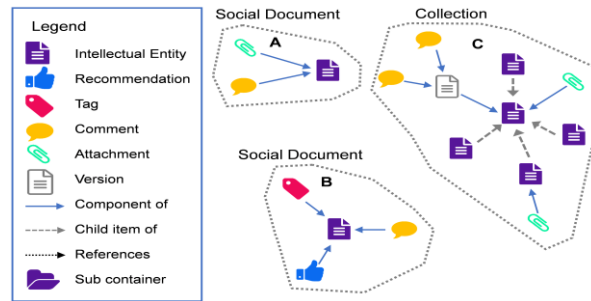 Legend
Intellectual Entity
Recommendation
Tag
Comment
Attachment
Version
Component of
Child item of
References
Sub container
Social Document
A
Social Document
B
Collection
C